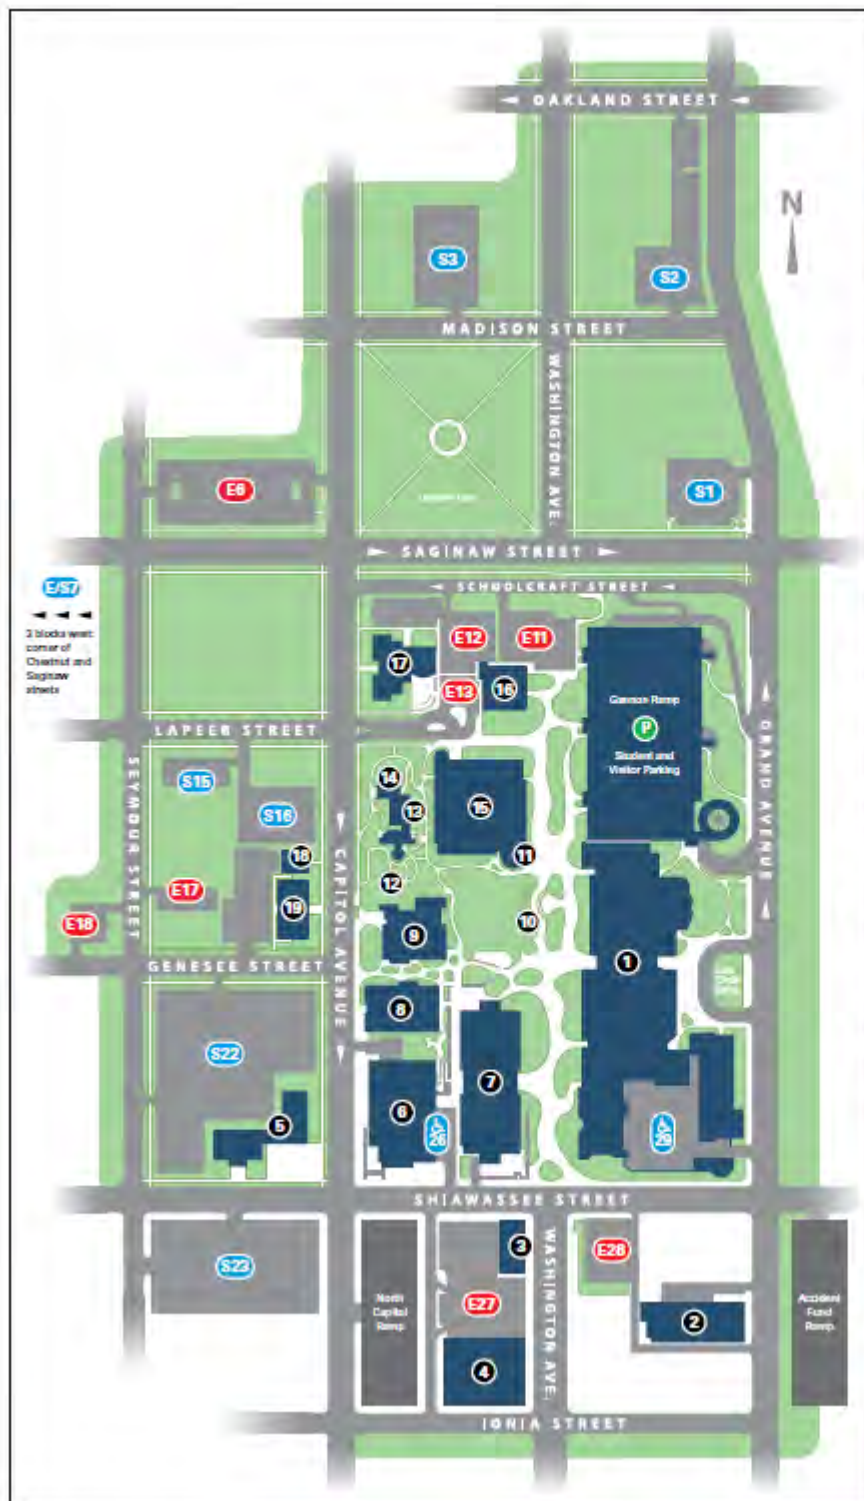 OAKLAND STREET
N
S3
S2
MADISON STREET
WASHINGTON AVE.
E6
S1
SAGINAW STREET
E/S7
3 blocks west:
corner of
Chestnut and
Saginaw
streets
SCHOOLCRAFT STREET
E12
E11
17
E13
16
Gannon Ramp
P
Student and
Visitor Parking
GRAND AVENUE
LAPEER STREET
SEYMOUR STREET
S15
S16
14
13
15
CAPITOL AVENUE
18
11
E17
12
19
E18
10
9
GENESEE STREET
1
8
S22
7
6
5
26
29
SHIAWASSEE STREET
S23
North
Capitol
Ramp
3
E27
WASHINGTON AVE.
E28
2
Accident
Fund
Ramp
4
IONIA STREET